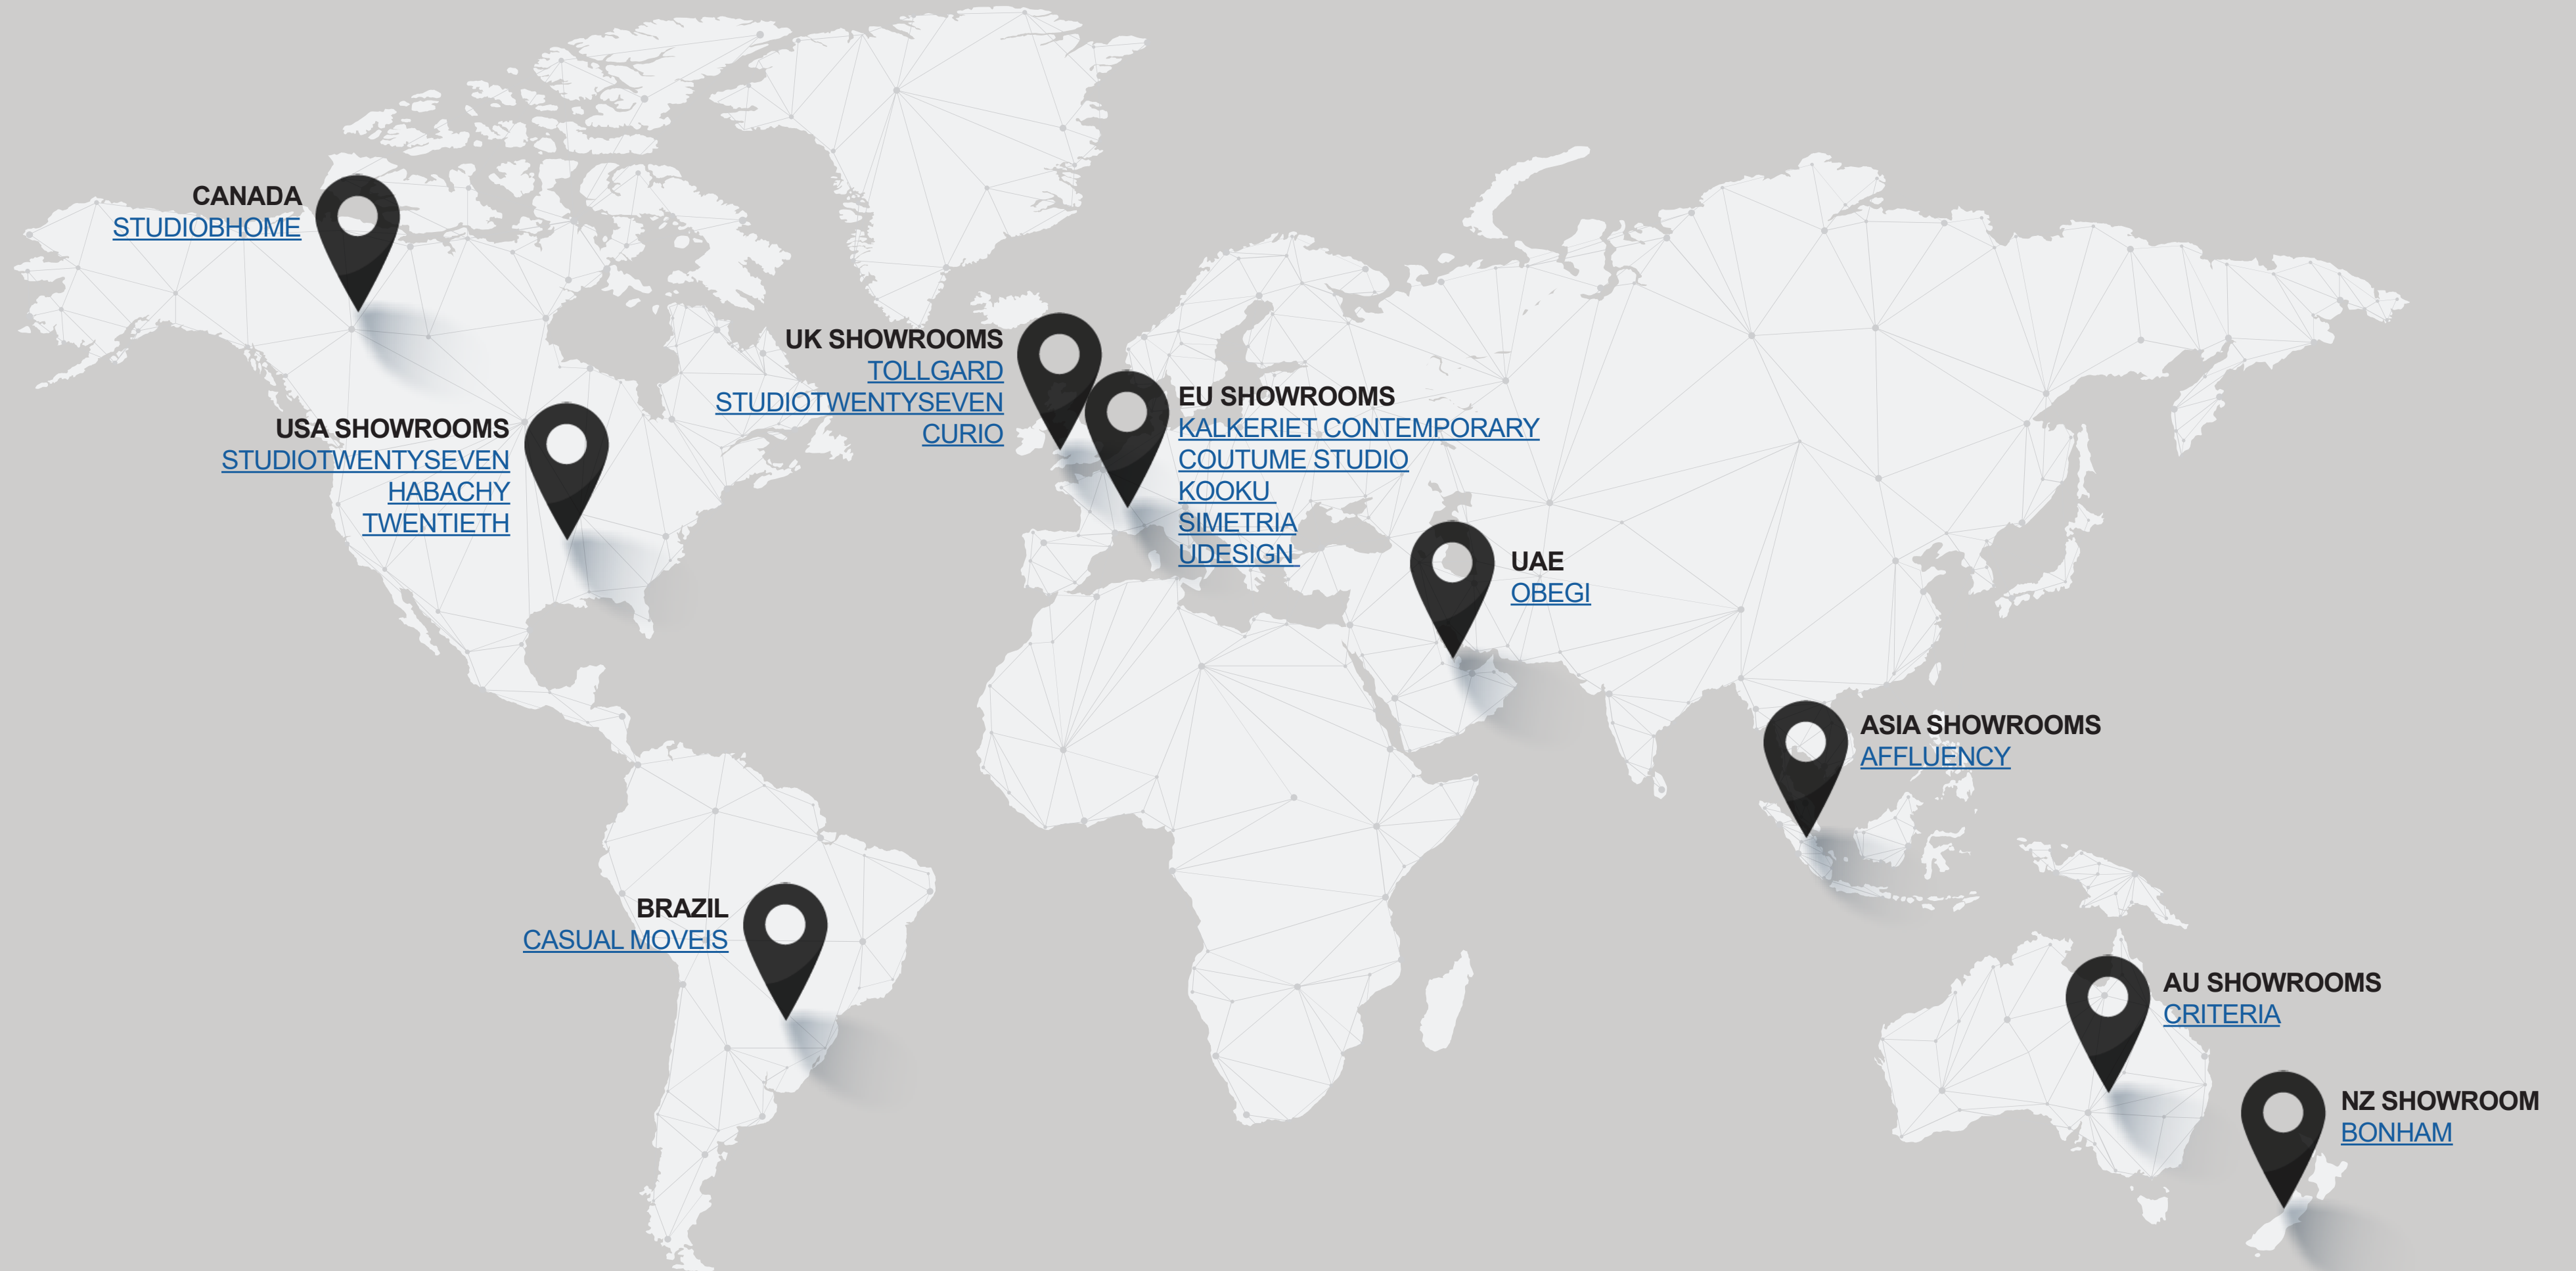 CANADA
STUDIOBHOME
USA SHOWROOMS
STUDIOTWENTYSEVEN
HABACHY
TWENTIETH
UK SHOWROOMS
TOLLGARD
STUDIOTWENTYSEVEN
CURIO
EU SHOWROOMS
KALKERIET CONTEMPORARY
COUTUME STUDIO
KOOKU
SIMETRIA
UDESIGN
UAE
OBEGI
ASIA SHOWROOMS
AFFLUENCY
BRAZIL
CASUAL MOVEIS
AU SHOWROOMS
CRITERIA
NZ SHOWROOM
BONHAM